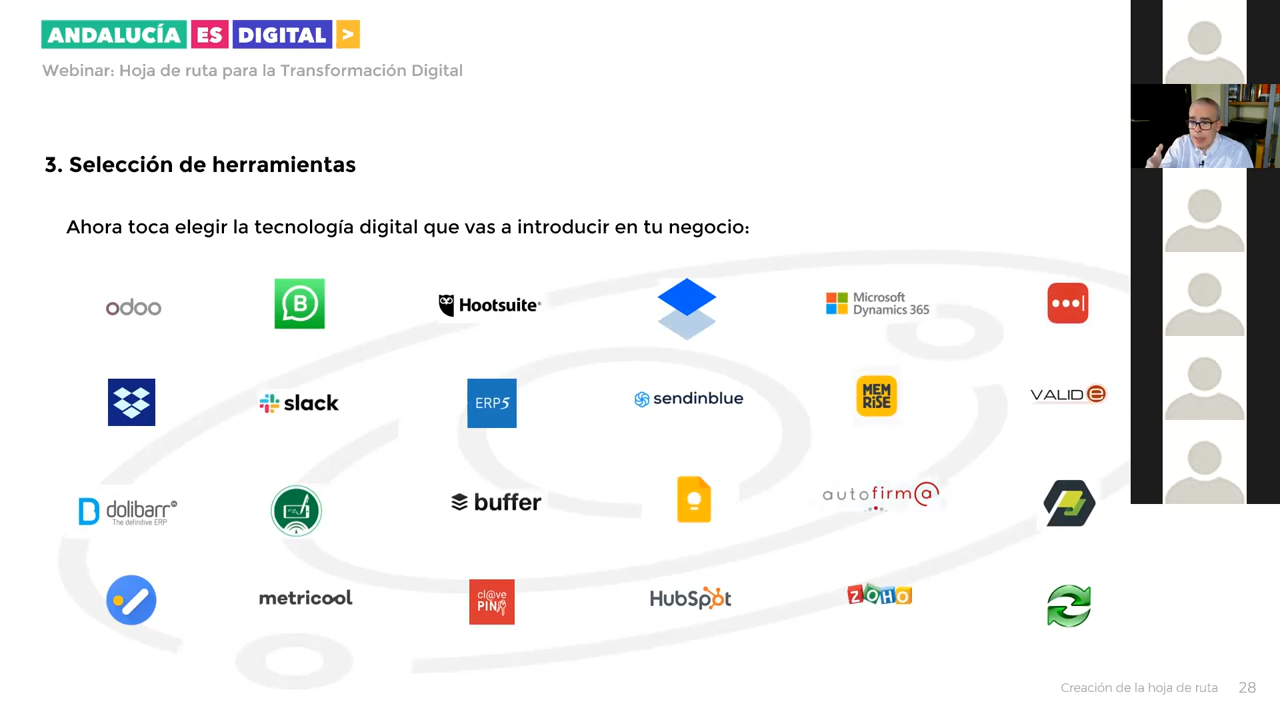 ANDALUCÍA ES DIGITAL >
Webinar: Hoja de ruta para la Transformación Digital
3. Selección de herramientas
Ahora toca elegir la tecnología digital que vas a introducir en tu negocio:
odoo
B
Hootsuite
Microsoft
Dynamics 365
slack
ERP5
sendinblue
MEM
RiSE
VALID e
dolibarr
The definitive ERP
buffer
autofirm@
metricool
cl@ve
PIN
HubSpot
ZOHO
Creación de la hoja de ruta 28